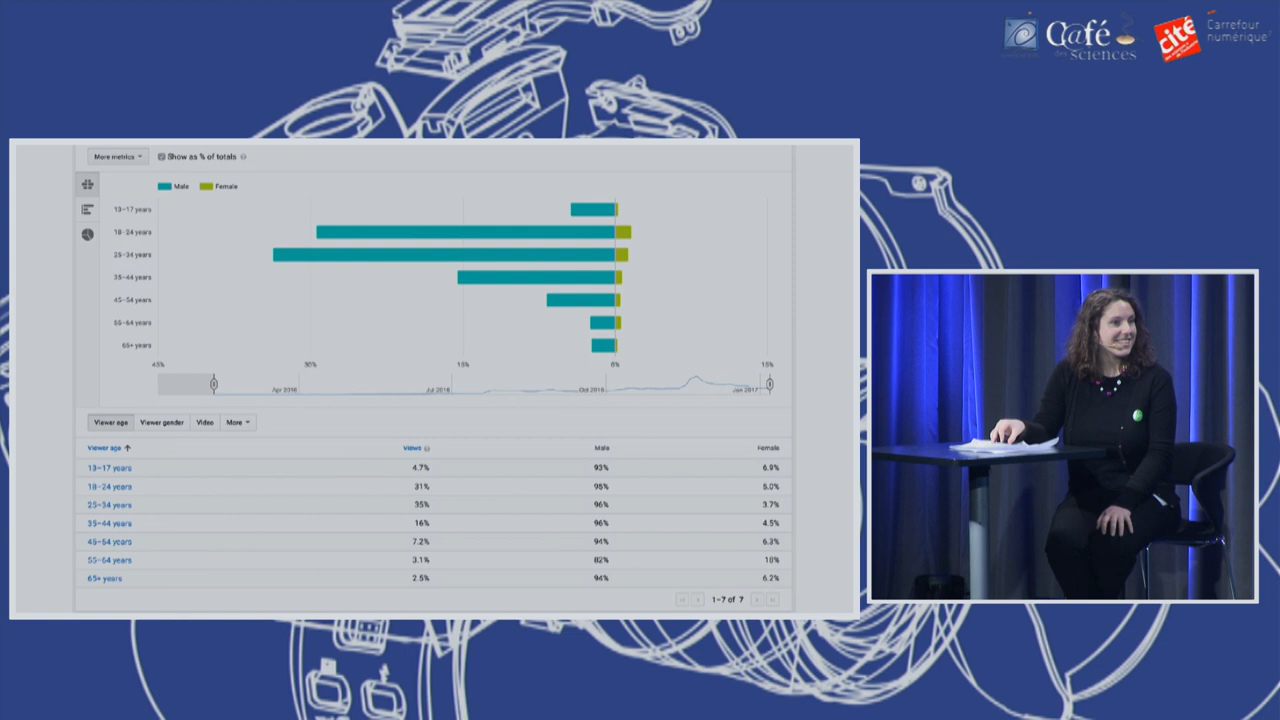 Café
des sciences
cité
Carrefour
numérique²
More metrics
Show as % of totals
Male Female
13–17 years
18–24 years
25–34 years
35–44 years
45–54 years
55–64 years
65+ years
45% 30% 15% 0% 15%
Apr 2016 Jul 2016 Oct 2016 Jan 2017
Viewer age Viewer gender Video More
Viewer age Views Male Female
13–17 years 4.7% 93% 6.9%
18–24 years 31% 95% 5.0%
25–34 years 35% 96% 3.7%
35–44 years 16% 96% 4.5%
45–54 years 7.2% 94% 6.3%
55–64 years 3.1% 82% 18%
65+ years 2.5% 94% 6.2%
1–7 of 7